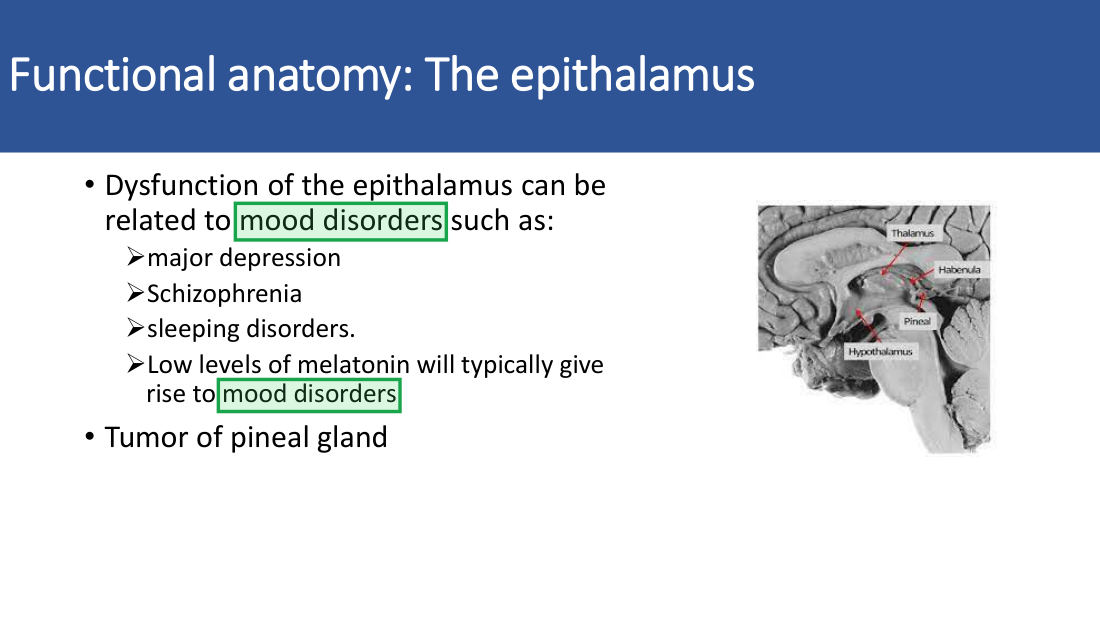 Functional anatomy: The epithalamus
• Dysfunction of the epithalamus can be
related to mood disorders such as:
➢major depression
➢Schizophrenia
➢sleeping disorders.
➢Low levels of melatonin will typically give
rise to mood disorders
• Tumor of pineal gland
Thalamus
Habenula
Pineal
Hypothalamus